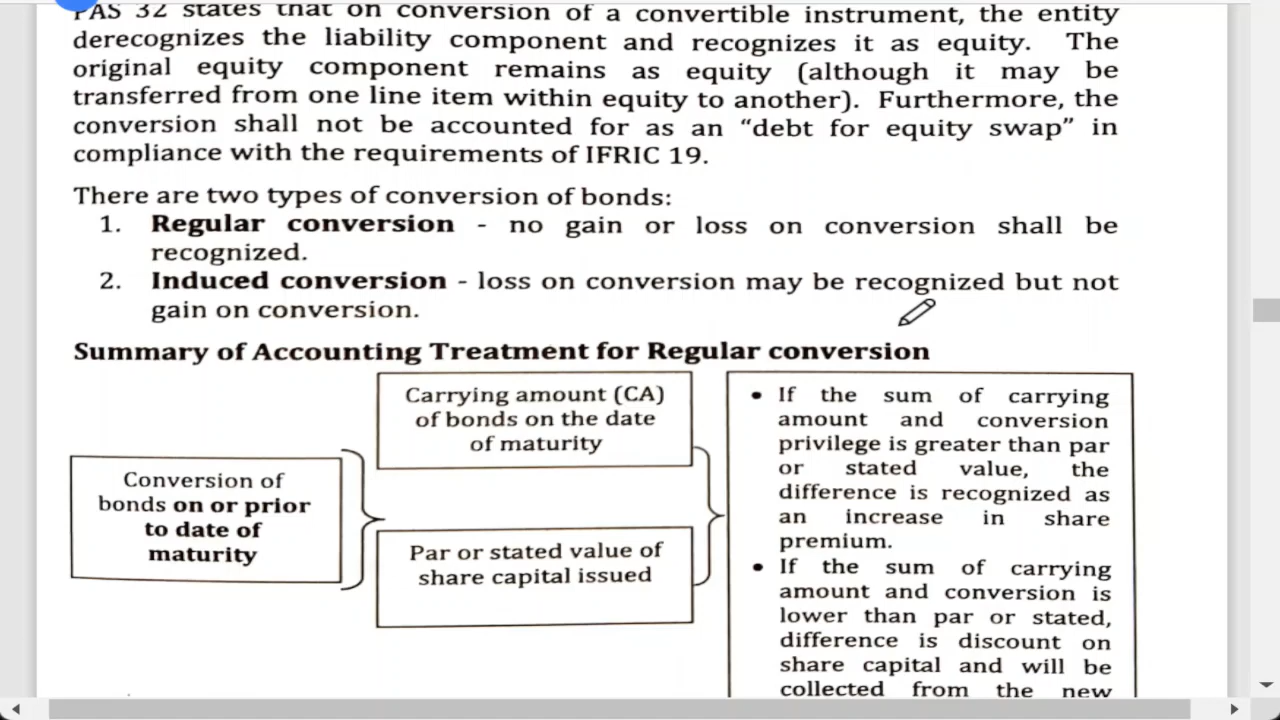 PAS 32 states that on conversion of a convertible instrument, the entity
derecognizes the liability component and recognizes it as equity. The
original equity component remains as equity (although it may be
transferred from one line item within equity to another). Furthermore, the
conversion shall not be accounted for as an “debt for equity swap” in
compliance with the requirements of IFRIC 19.
There are two types of conversion of bonds:
1. Regular conversion - no gain or loss on conversion shall be
recognized.
2. Induced conversion - loss on conversion may be recognized but not
gain on conversion.
Summary of Accounting Treatment for Regular conversion
Conversion of
bonds on or prior
to date of
maturity
Carrying amount (CA)
of bonds on the date
of maturity
Par or stated value of
share capital issued
• If the sum of carrying
amount and conversion
privilege is greater than par
or stated value, the
difference is recognized as
an increase in share
premium.
• If the sum of carrying
amount and conversion is
lower than par or stated,
difference is discount on
share capital and will be
collected from the new